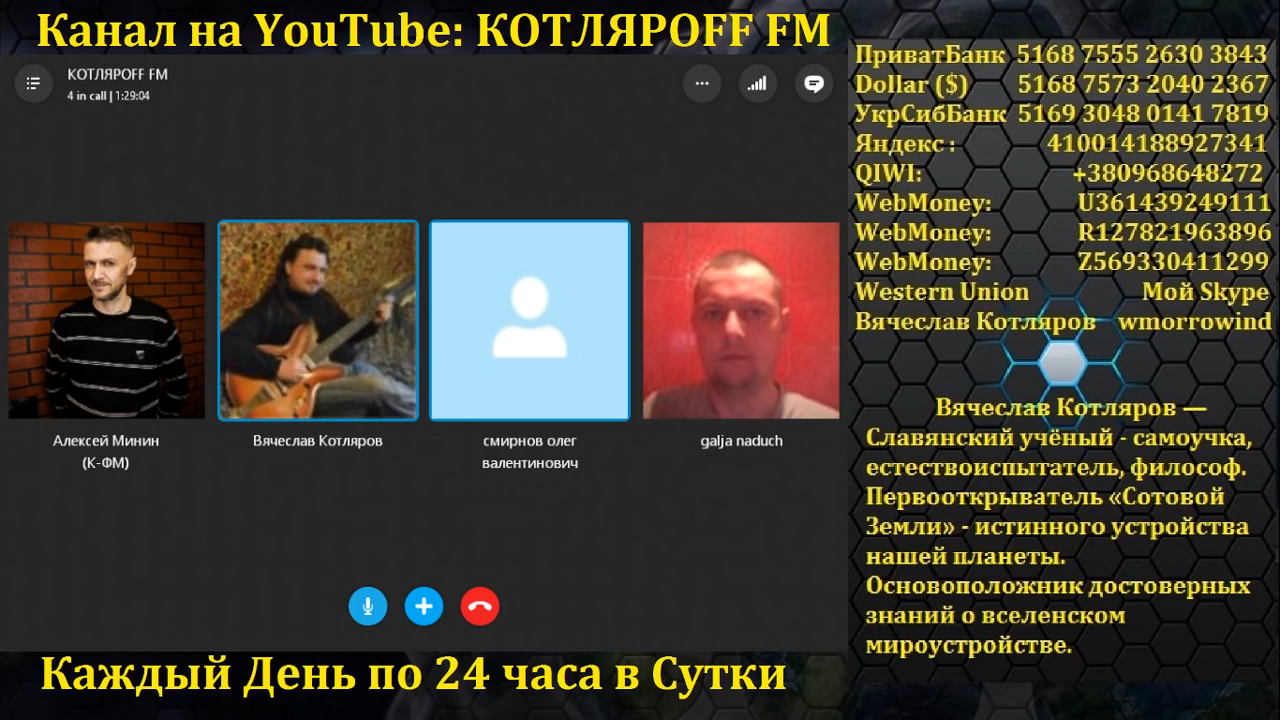 Канал на YouTube: КОТЛЯРОFF FM
КОТЛЯРОFF FM
4 in call | 1:29:04
Алексей Минин
(К-ФМ)
Вячеслав Котляров
смирнов олег
валентинович
galja naduch
Каждый День по 24 часа в Сутки
ПриватБанк 5168 7555 2630 3843
Dollar ($) 5168 7573 2040 2367
УкрСибБанк 5169 3048 0141 7819
Яндекс : 410014188927341
QIWI: +380968648272
WebMoney: U361439249111
WebMoney: R127821963896
WebMoney: Z569330411299
Western Union Мой Skype
Вячеслав Котляров wmorrowind
Вячеслав Котляров —
Славянский учёный - самоучка,
естествоиспытатель, философ.
Первооткрыватель «Сотовой
Земли» - истинного устройства
нашей планеты.
Основоположник достоверных
знаний о вселенском
мироустройстве.